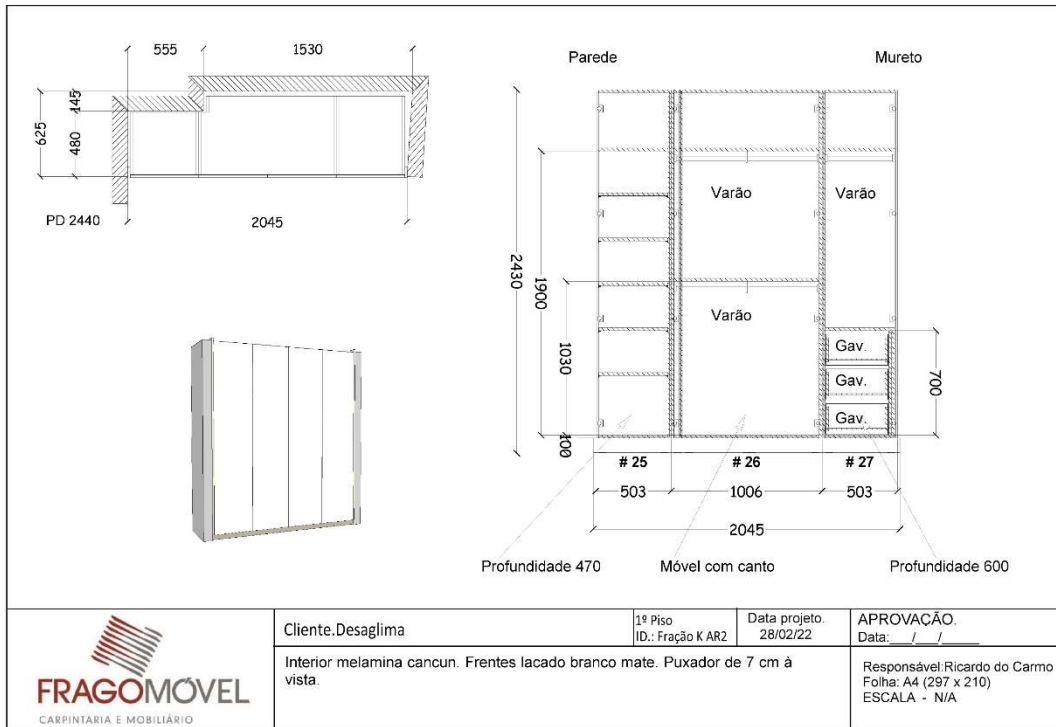 555
1530
625
145
480
PD 2440
2045
Parede
Mureto
Varão
Varão
Varão
2430
1900
1030
100
Gav.
Gav.
Gav.
700
# 25
# 26
# 27
503
1006
503
2045
Profundidade 470
Móvel com canto
Profundidade 600
FRAGOMÓVEL
CARPINTARIA E MOBILIÁRIO
Cliente.Desaglima
1º Piso
ID.: Fração K AR2
Data projeto.
28/02/22
APROVAÇÃO.
Data:___/___/_____
Interior melamina cancun. Frentes lacado branco mate. Puxador de 7 cm à
vista.
Responsável:Ricardo do Carmo
Folha: A4 (297 x 210)
ESCALA - N/A